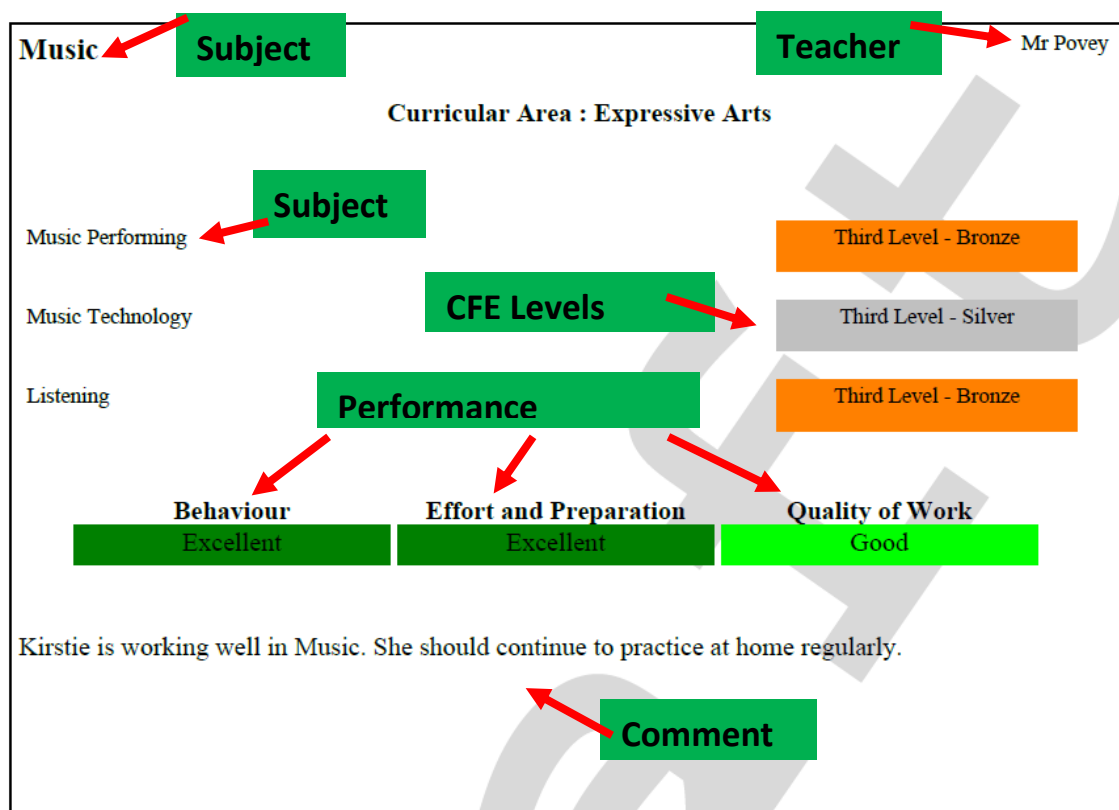 Music
Subject
Teacher
Mr Povey
Curricular Area : Expressive Arts
Subject
Music Performing
Third Level - Bronze
Music Technology
CFE Levels
Third Level - Silver
Listening
Performance
Third Level - Bronze
Behaviour
Effort and Preparation
Quality of Work
Excellent
Excellent
Good
Kirstie is working well in Music. She should continue to practice at home regularly.
Comment